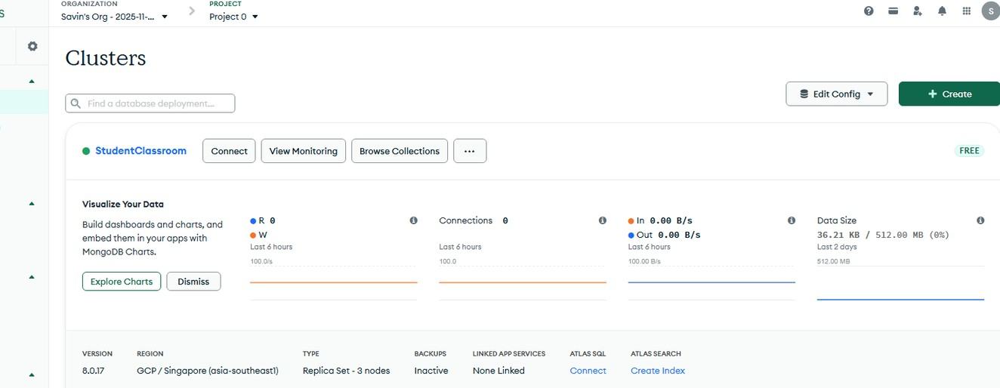 S
ORGANIZATION
Savin's Org - 2025-11-...
PROJECT
Project 0
S
Clusters
Find a database deployment...
Edit Config
+ Create
StudentClassroom
Connect
View Monitoring
Browse Collections
...
FREE
Visualize Your Data
Build dashboards and charts, and
embed them in your apps with
MongoDB Charts.
Explore Charts
Dismiss
R 0
W
Last 6 hours
100.0/s
Connections 0
Last 6 hours
100.0
In 0.00 B/s
Out 0.00 B/s
Last 6 hours
100.00 B/s
Data Size
36.21 KB / 512.00 MB (0%)
Last 2 days
512.00 MB
VERSION
8.0.17
REGION
GCP / Singapore (asia-southeast1)
TYPE
Replica Set - 3 nodes
BACKUPS
Inactive
LINKED APP SERVICES
None Linked
ATLAS SQL
Connect
ATLAS SEARCH
Create Index